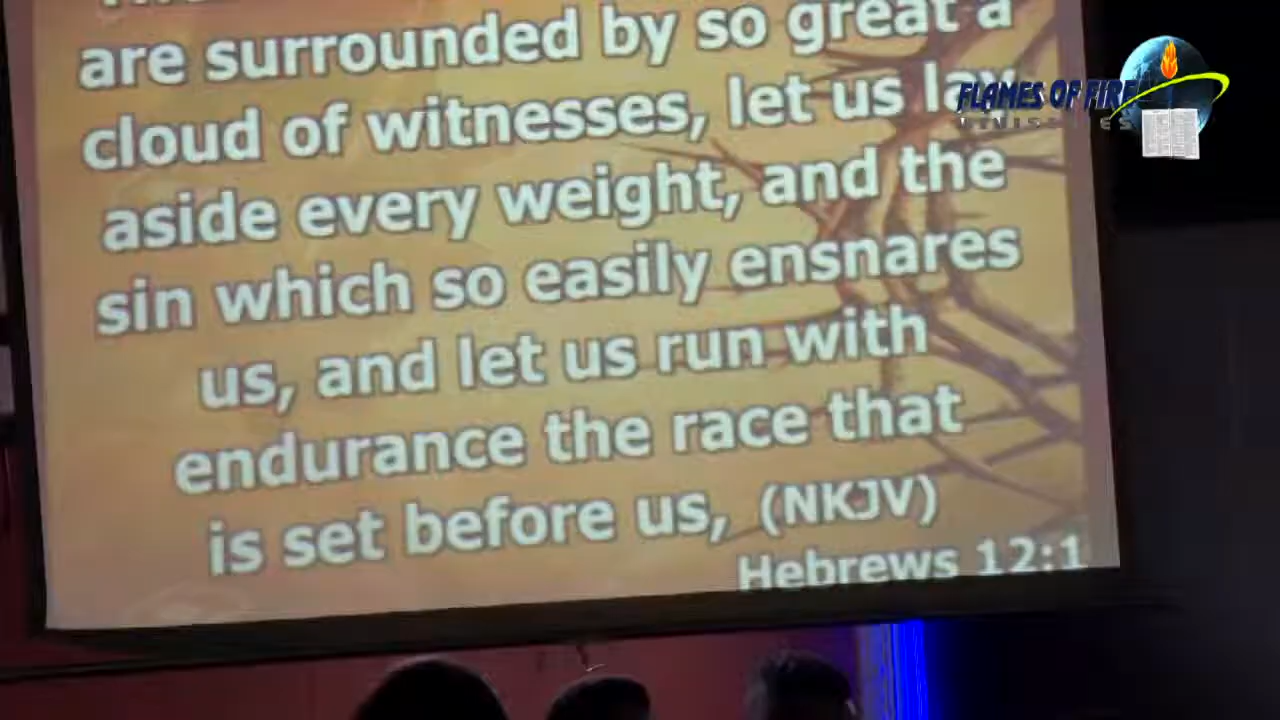 are surrounded by so great a
cloud of witnesses, let us lay
aside every weight, and the
sin which so easily ensnares
us, and let us run with
endurance the race that
is set before us, (NKJV)
Hebrews 12:1
FLAMES OF FIRE
MINISTRIES